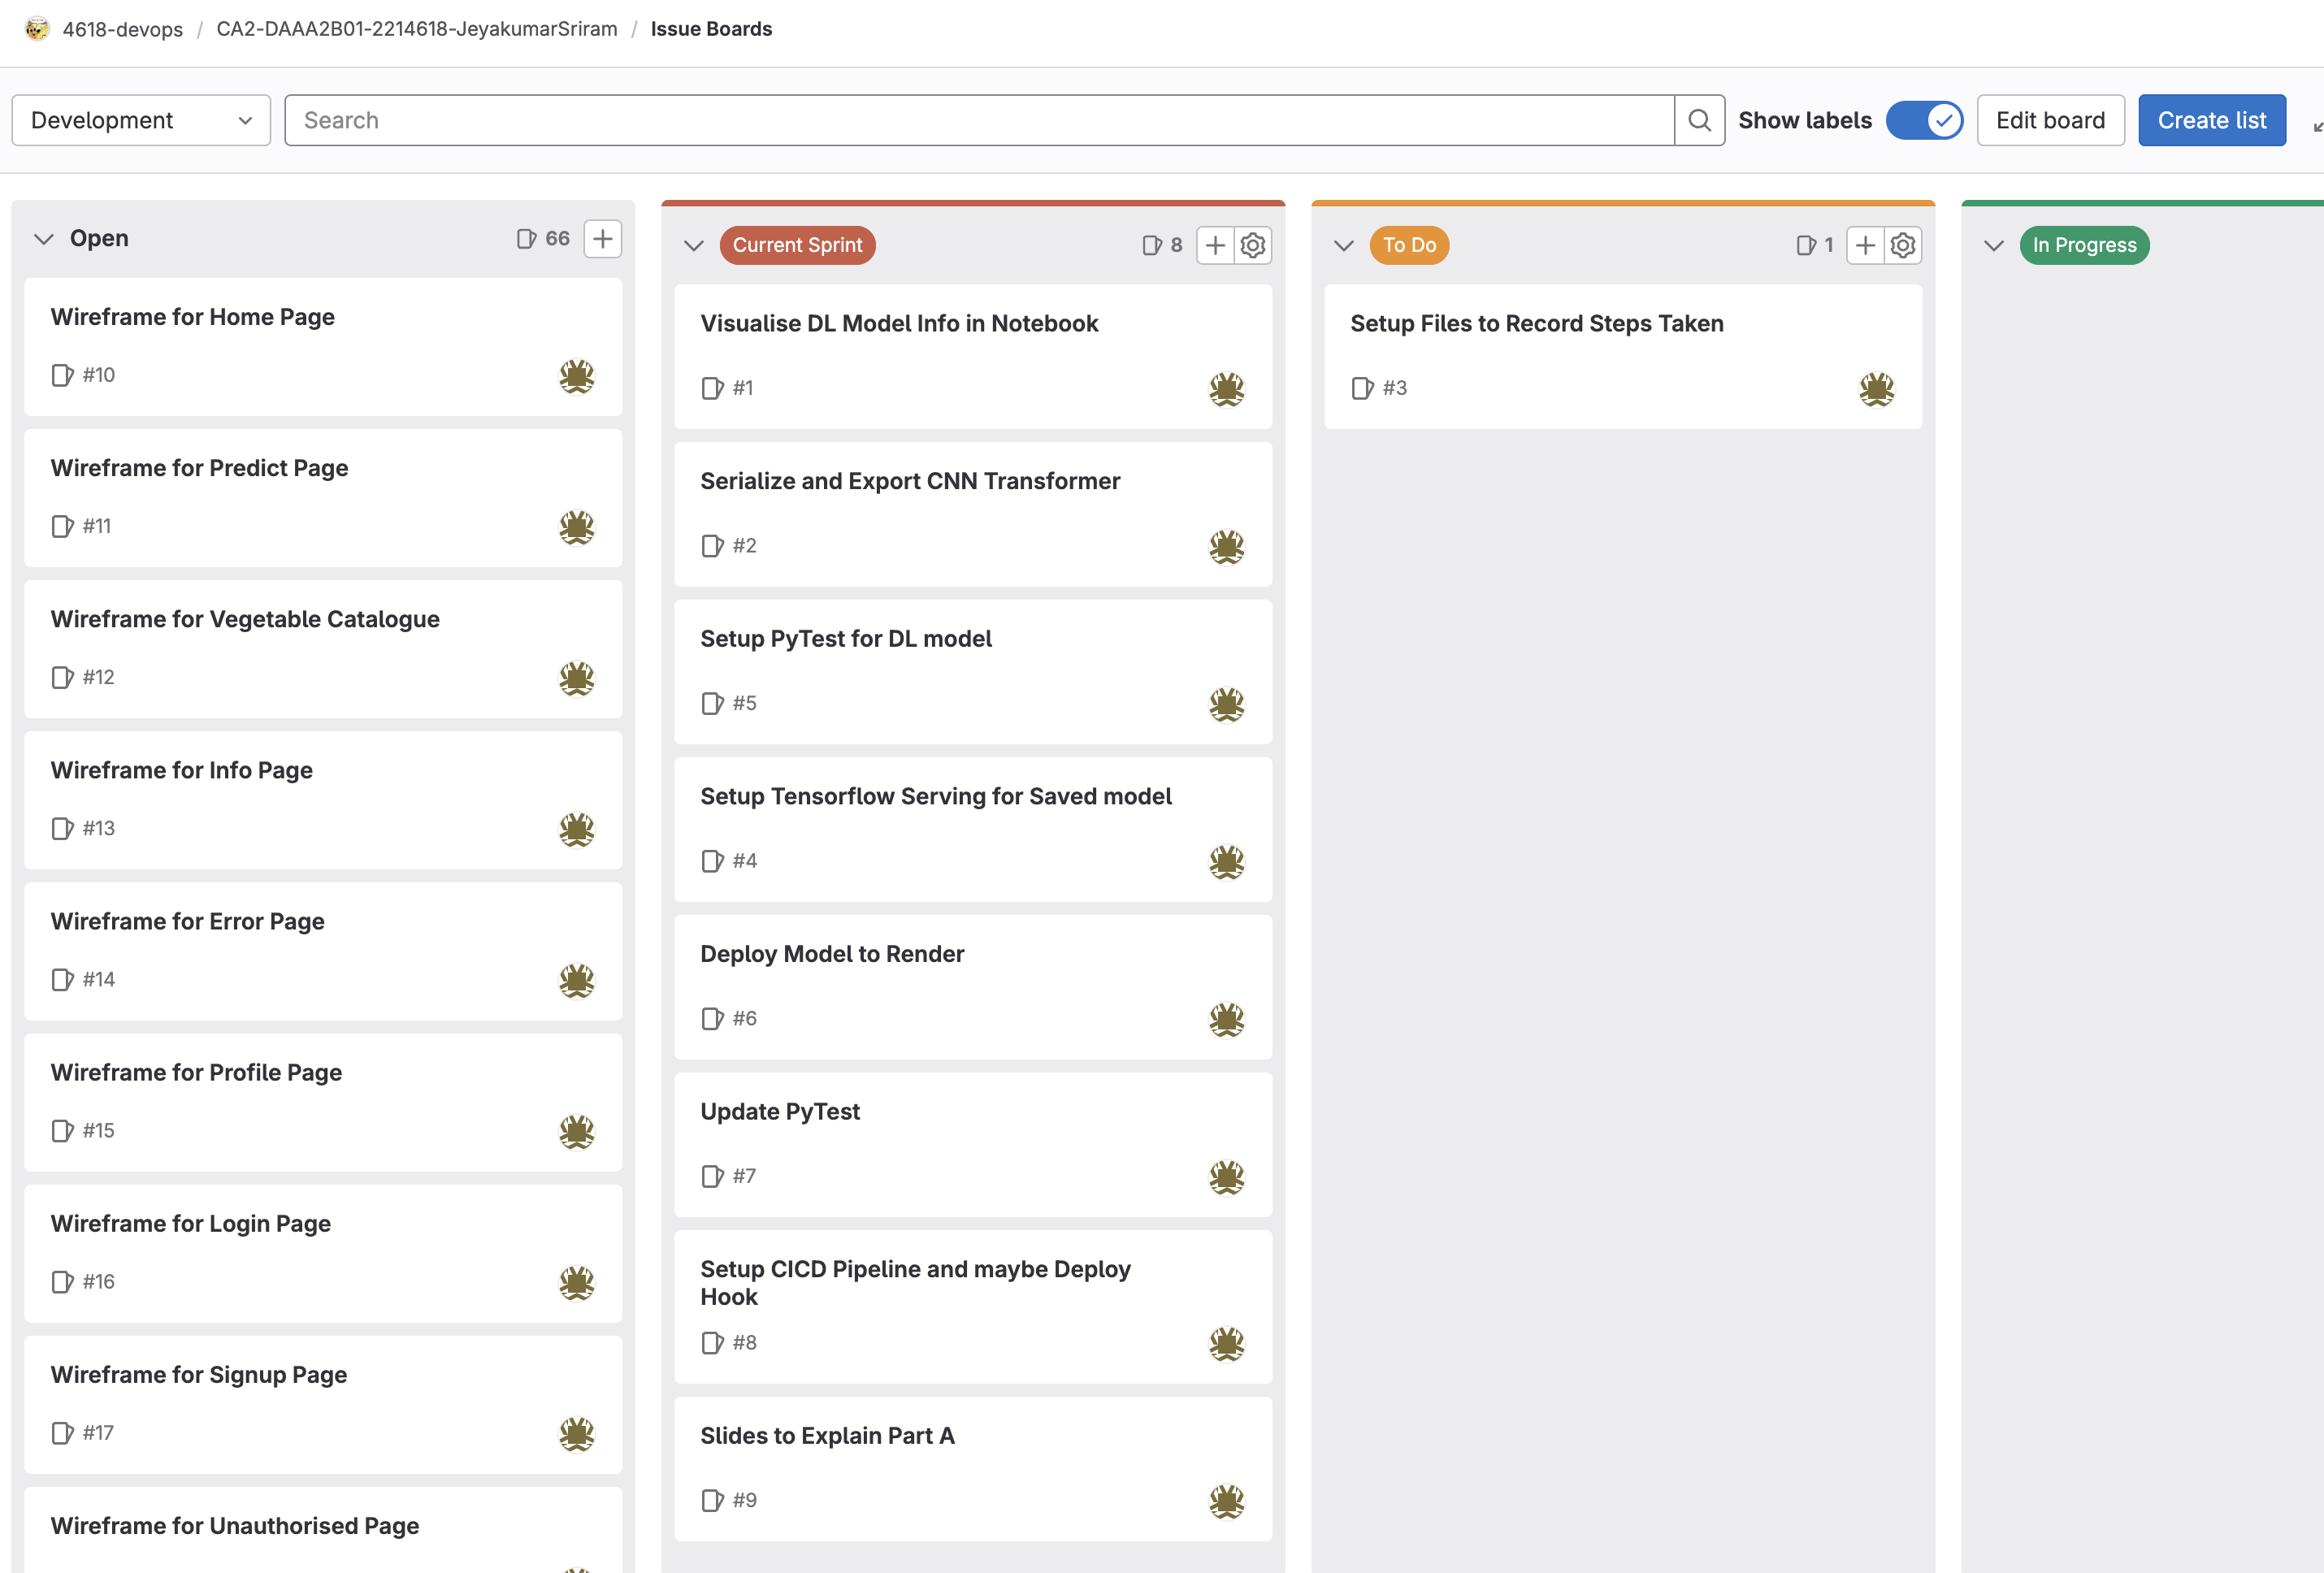 4618-devops / CA2-DAAA2B01-2214618-JeyakumarSriram / Issue Boards
Development
Search
Show labels
Edit board
Create list
Open 66
Wireframe for Home Page
#10
Wireframe for Predict Page
#11
Wireframe for Vegetable Catalogue
#12
Wireframe for Info Page
#13
Wireframe for Error Page
#14
Wireframe for Profile Page
#15
Wireframe for Login Page
#16
Wireframe for Signup Page
#17
Wireframe for Unauthorised Page
Current Sprint 8
Visualise DL Model Info in Notebook
#1
Serialize and Export CNN Transformer
#2
Setup PyTest for DL model
#5
Setup Tensorflow Serving for Saved model
#4
Deploy Model to Render
#6
Update PyTest
#7
Setup CICD Pipeline and maybe Deploy
Hook
#8
Slides to Explain Part A
#9
To Do 1
Setup Files to Record Steps Taken
#3
In Progress